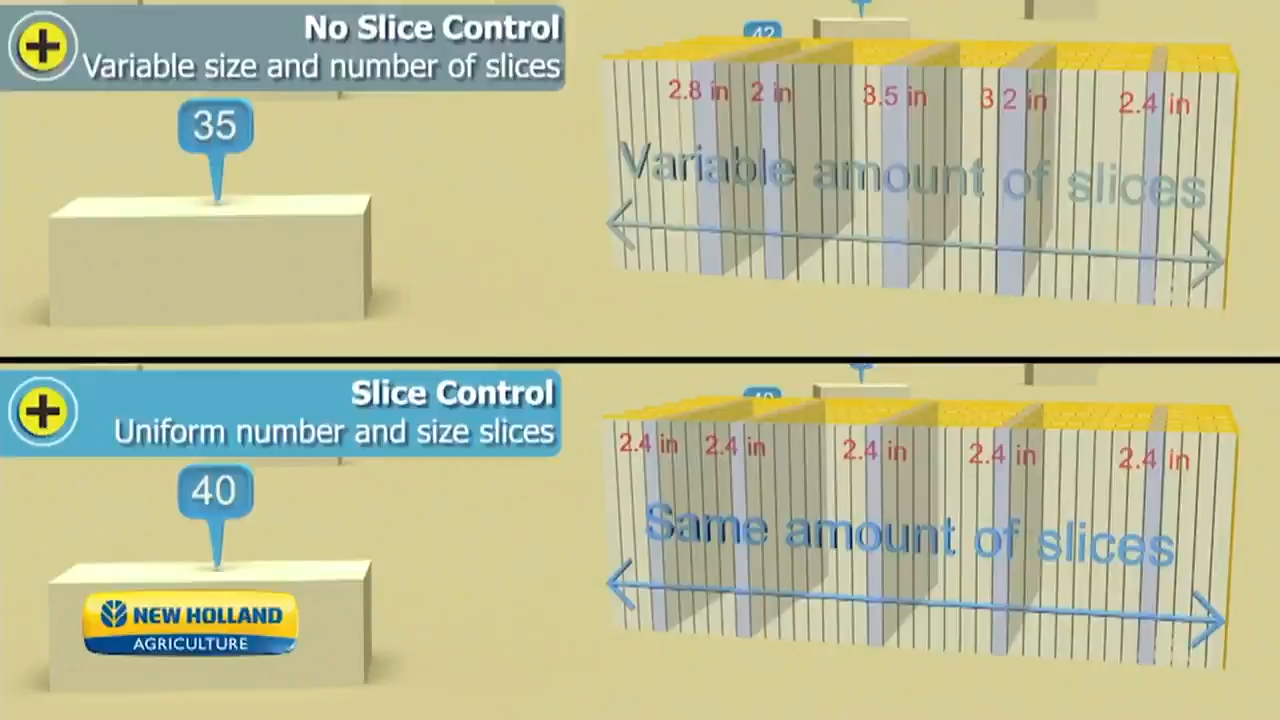 No Slice Control
Variable size and number of slices
35
42
2.8 in 2 in 3.5 in 3 2 in 2.4 in
Variable amount of slices
Slice Control
Uniform number and size slices
40
2.4 in 2.4 in 2.4 in 2.4 in 2.4 in
Same amount of slices
NEW HOLLAND
AGRICULTURE